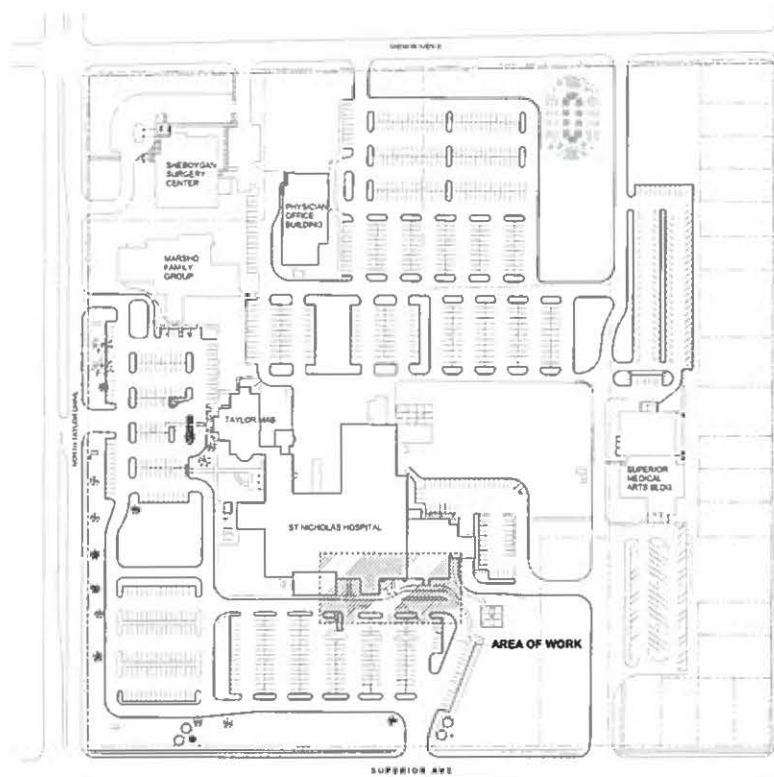 SHEBOYGAN
SURGERY
CENTER
PHYSICIAN
OFFICE
BUILDING
MARSHO
FAMILY
GROUP
NORTH TAYLOR DRIVE
TAYLOR MAB
SUPERIOR
MEDICAL
ARTS BLDG
ST NICHOLAS HOSPITAL
AREA OF WORK
SUPERIOR AVE